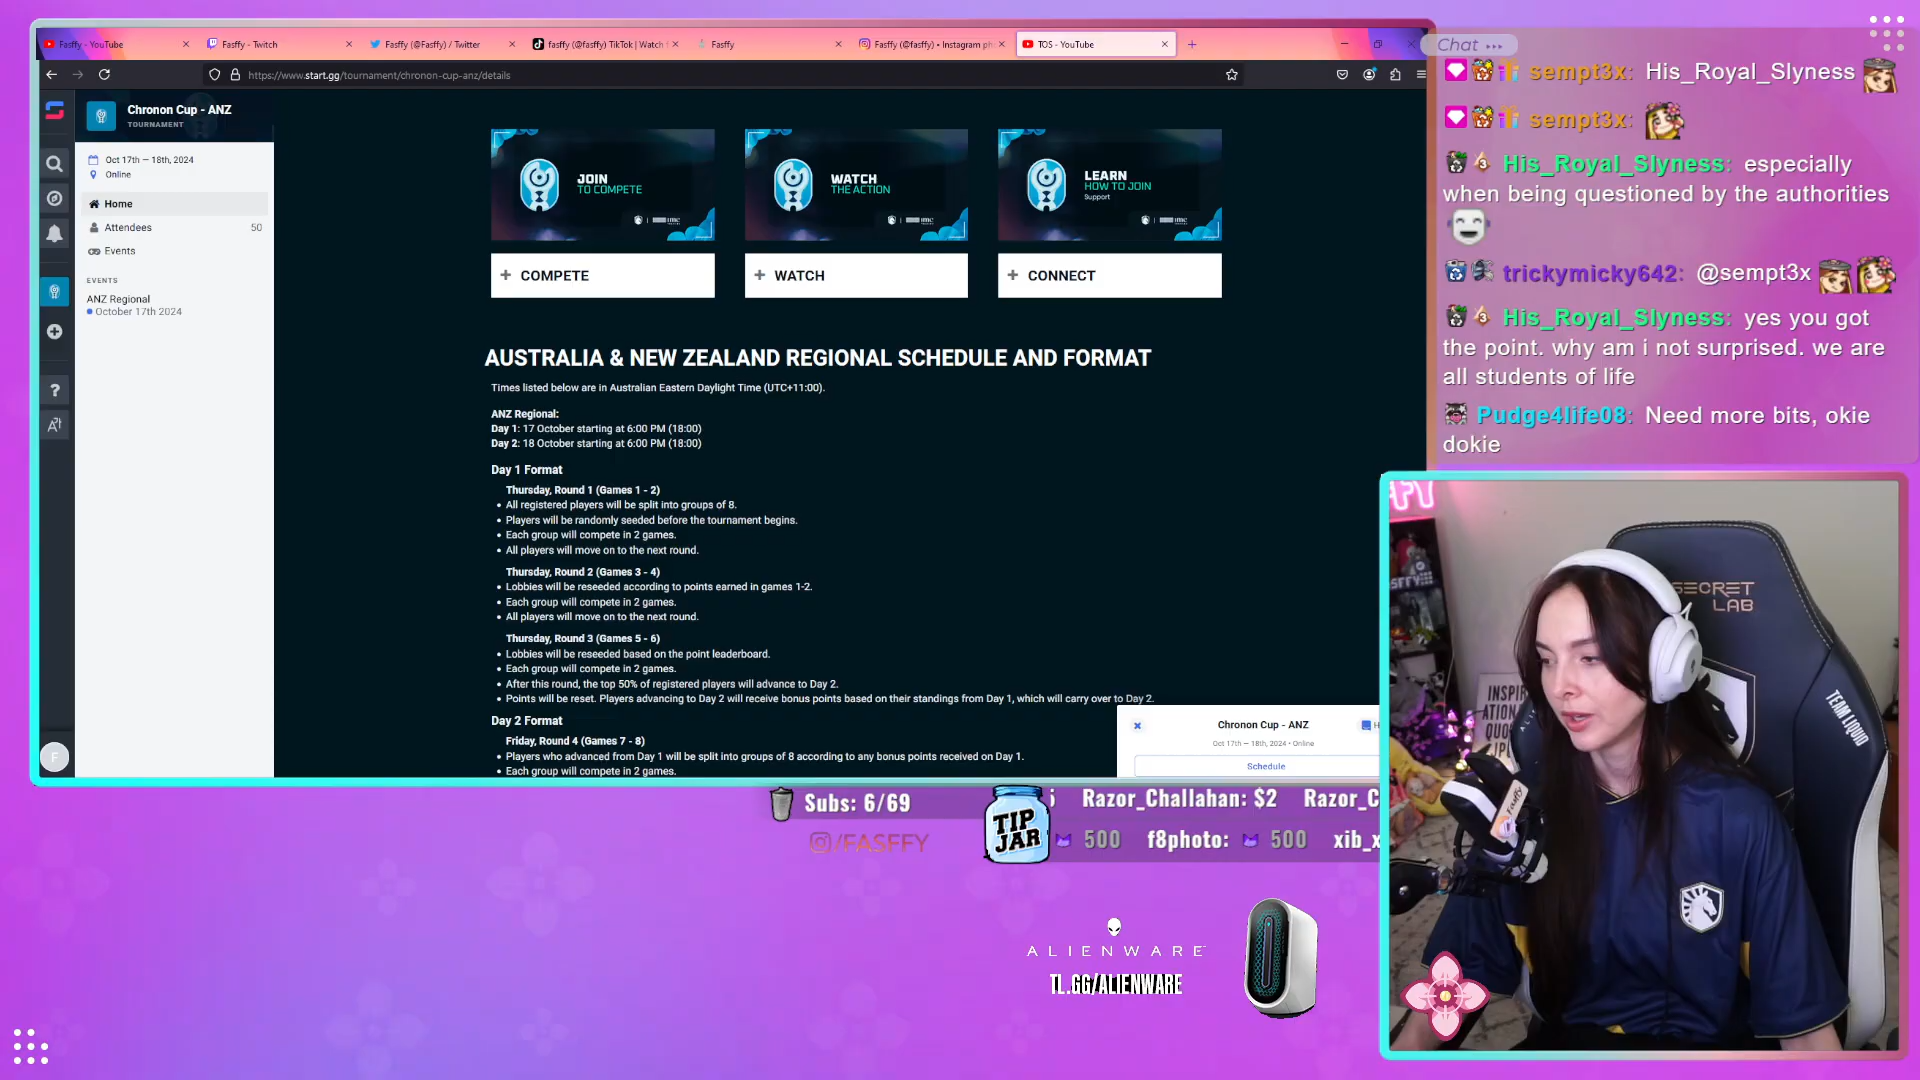 Fasffy - YouTube
Fasffy - Twitch
Fasffy (@Fasffy) / Twitter
fasffy (@fasffy) TikTok | Watch
Fasffy
Fasffy (@fasffy) • Instagram ph
TOS - YouTube
https://www.start.gg/tournament/chronon-cup-anz/details
Chronon Cup - ANZ
TOURNAMENT
Oct 17th — 18th, 2024
Online
Home
Attendees 50
Events
EVENTS
ANZ Regional
October 17th 2024
F
JOIN
TO COMPETE
WATCH
THE ACTION
LEARN
HOW TO JOIN
Support
+ COMPETE
+ WATCH
+ CONNECT
AUSTRALIA & NEW ZEALAND REGIONAL SCHEDULE AND FORMAT
Times listed below are in Australian Eastern Daylight Time (UTC+11:00).
ANZ Regional:
Day 1: 17 October starting at 6:00 PM (18:00)
Day 2: 18 October starting at 6:00 PM (18:00)
Day 1 Format
Thursday, Round 1 (Games 1 - 2)
• All registered players will be split into groups of 8.
• Players will be randomly seeded before the tournament begins.
• Each group will compete in 2 games.
• All players will move on to the next round.
Thursday, Round 2 (Games 3 - 4)
• Lobbies will be reseeded according to points earned in games 1-2.
• Each group will compete in 2 games.
• All players will move on to the next round.
Thursday, Round 3 (Games 5 - 6)
• Lobbies will be reseeded based on the point leaderboard.
• Each group will compete in 2 games.
• After this round, the top 50% of registered players will advance to Day 2.
• Points will be reset. Players advancing to Day 2 will receive bonus points based on their standings from Day 1, which will carry over to Day 2.
Day 2 Format
Friday, Round 4 (Games 7 - 8)
• Players who advanced from Day 1 will be split into groups of 8 according to any bonus points received on Day 1.
• Each group will compete in 2 games.
Chronon Cup - ANZ
Oct 17th — 18th, 2024 • Online
Schedule
Chat
sempt3x: His_Royal_Slyness
sempt3x:
His_Royal_Slyness: especially
when being questioned by the authorities
trickymicky642: @sempt3x
His_Royal_Slyness: yes you got
the point. why am i not surprised. we are
all students of life
Pudge4life08: Need more bits, okie
dokie
Subs: 6/69
/FASFFY
TIP
JAR
Razor_Challahan: $2 Razor_C
500 f8photo: 500 xib_x
ALIENWARE
TL.GG/ALIENWARE
SECRET
LAB
TEAM LIQUID
INSPIR
ATION
Fasffy